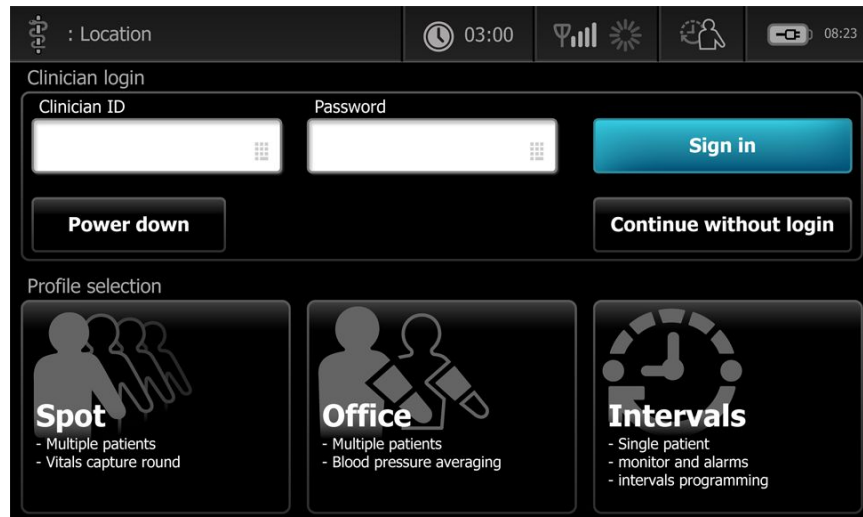 : Location
03:00
08:23
Clinician login
Clinician ID
Password
Sign in
Power down
Continue without login
Profile selection
Spot
- Multiple patients
- Vitals capture round
Office
- Multiple patients
- Blood pressure averaging
Intervals
- Single patient
- monitor and alarms
- intervals programming